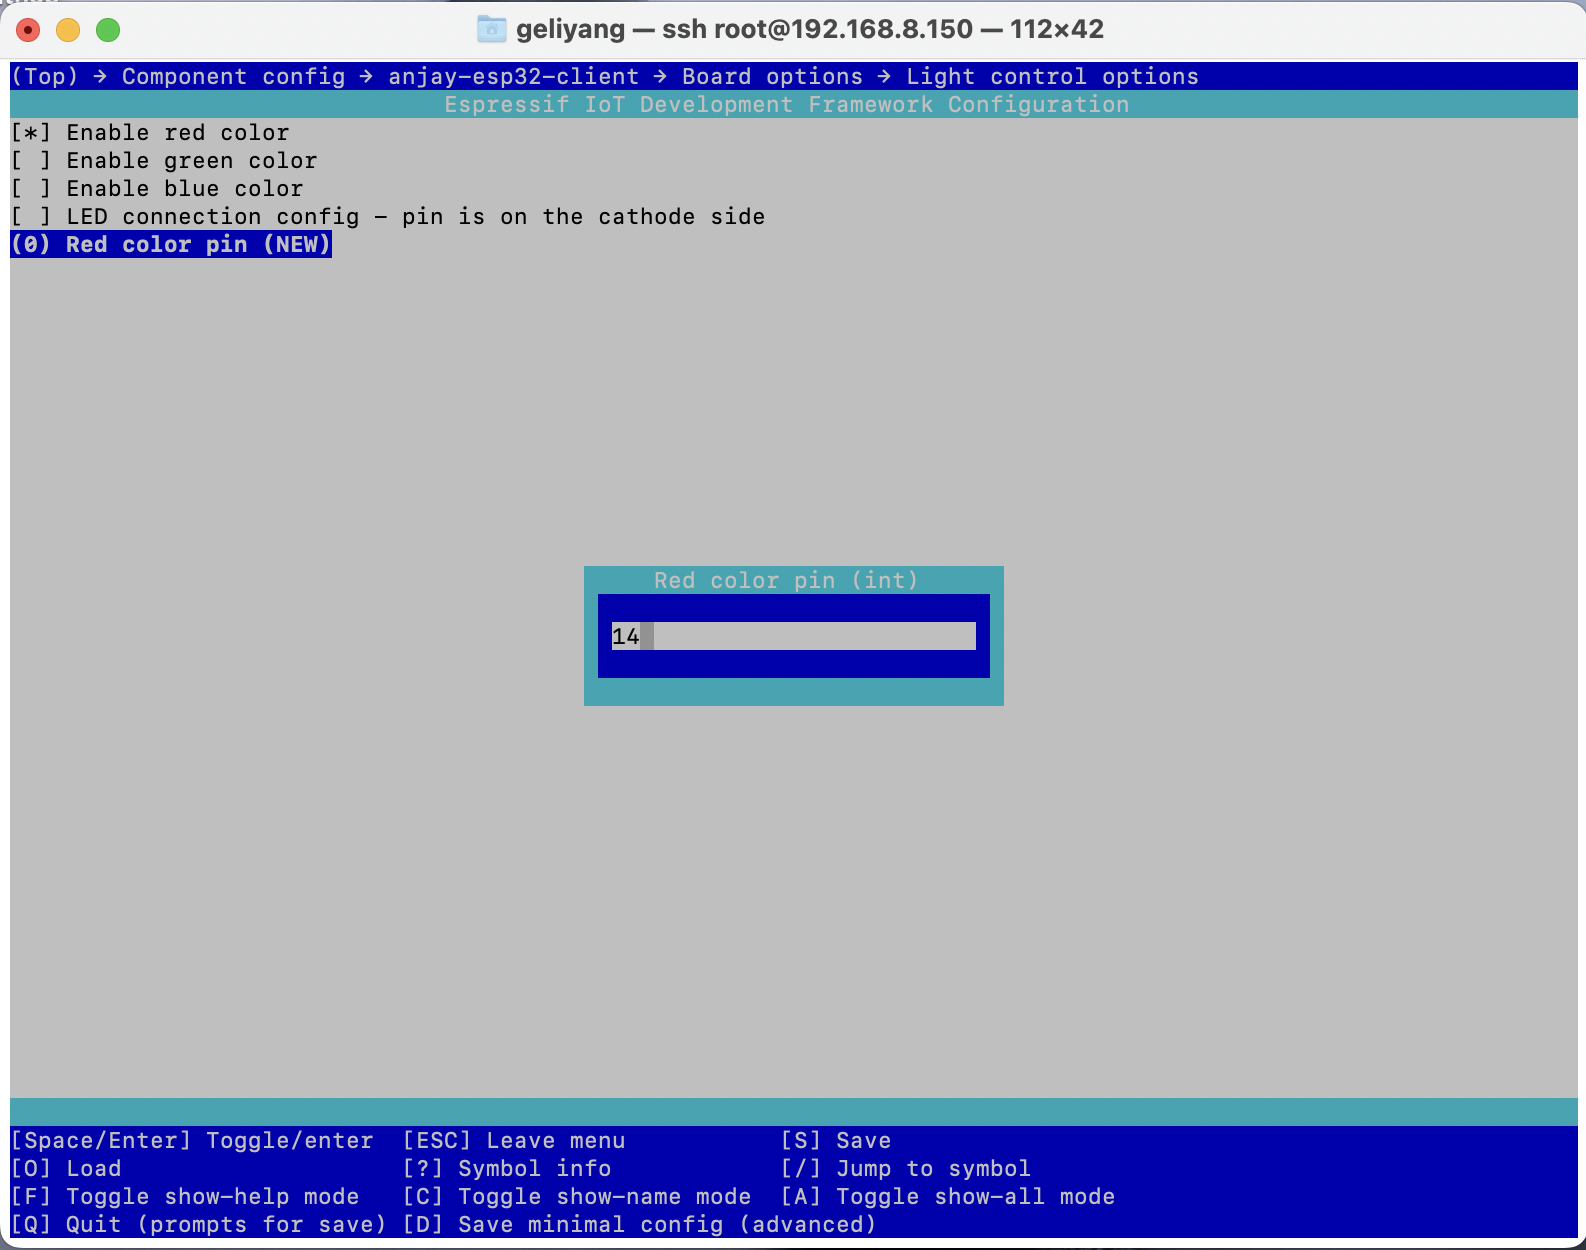 geliyang — ssh root@192.168.8.150 — 112×42
(Top) → Component config → anjay-esp32-client → Board options → Light control options
Espressif IoT Development Framework Configuration
[*] Enable red color
[ ] Enable green color
[ ] Enable blue color
[ ] LED connection config - pin is on the cathode side
(0) Red color pin (NEW)
Red color pin (int)
14
[Space/Enter] Toggle/enter  [ESC] Leave menu           [S] Save
[O] Load                    [?] Symbol info            [/] Jump to symbol
[F] Toggle show-help mode   [C] Toggle show-name mode  [A] Toggle show-all mode
[Q] Quit (prompts for save) [D] Save minimal config (advanced)